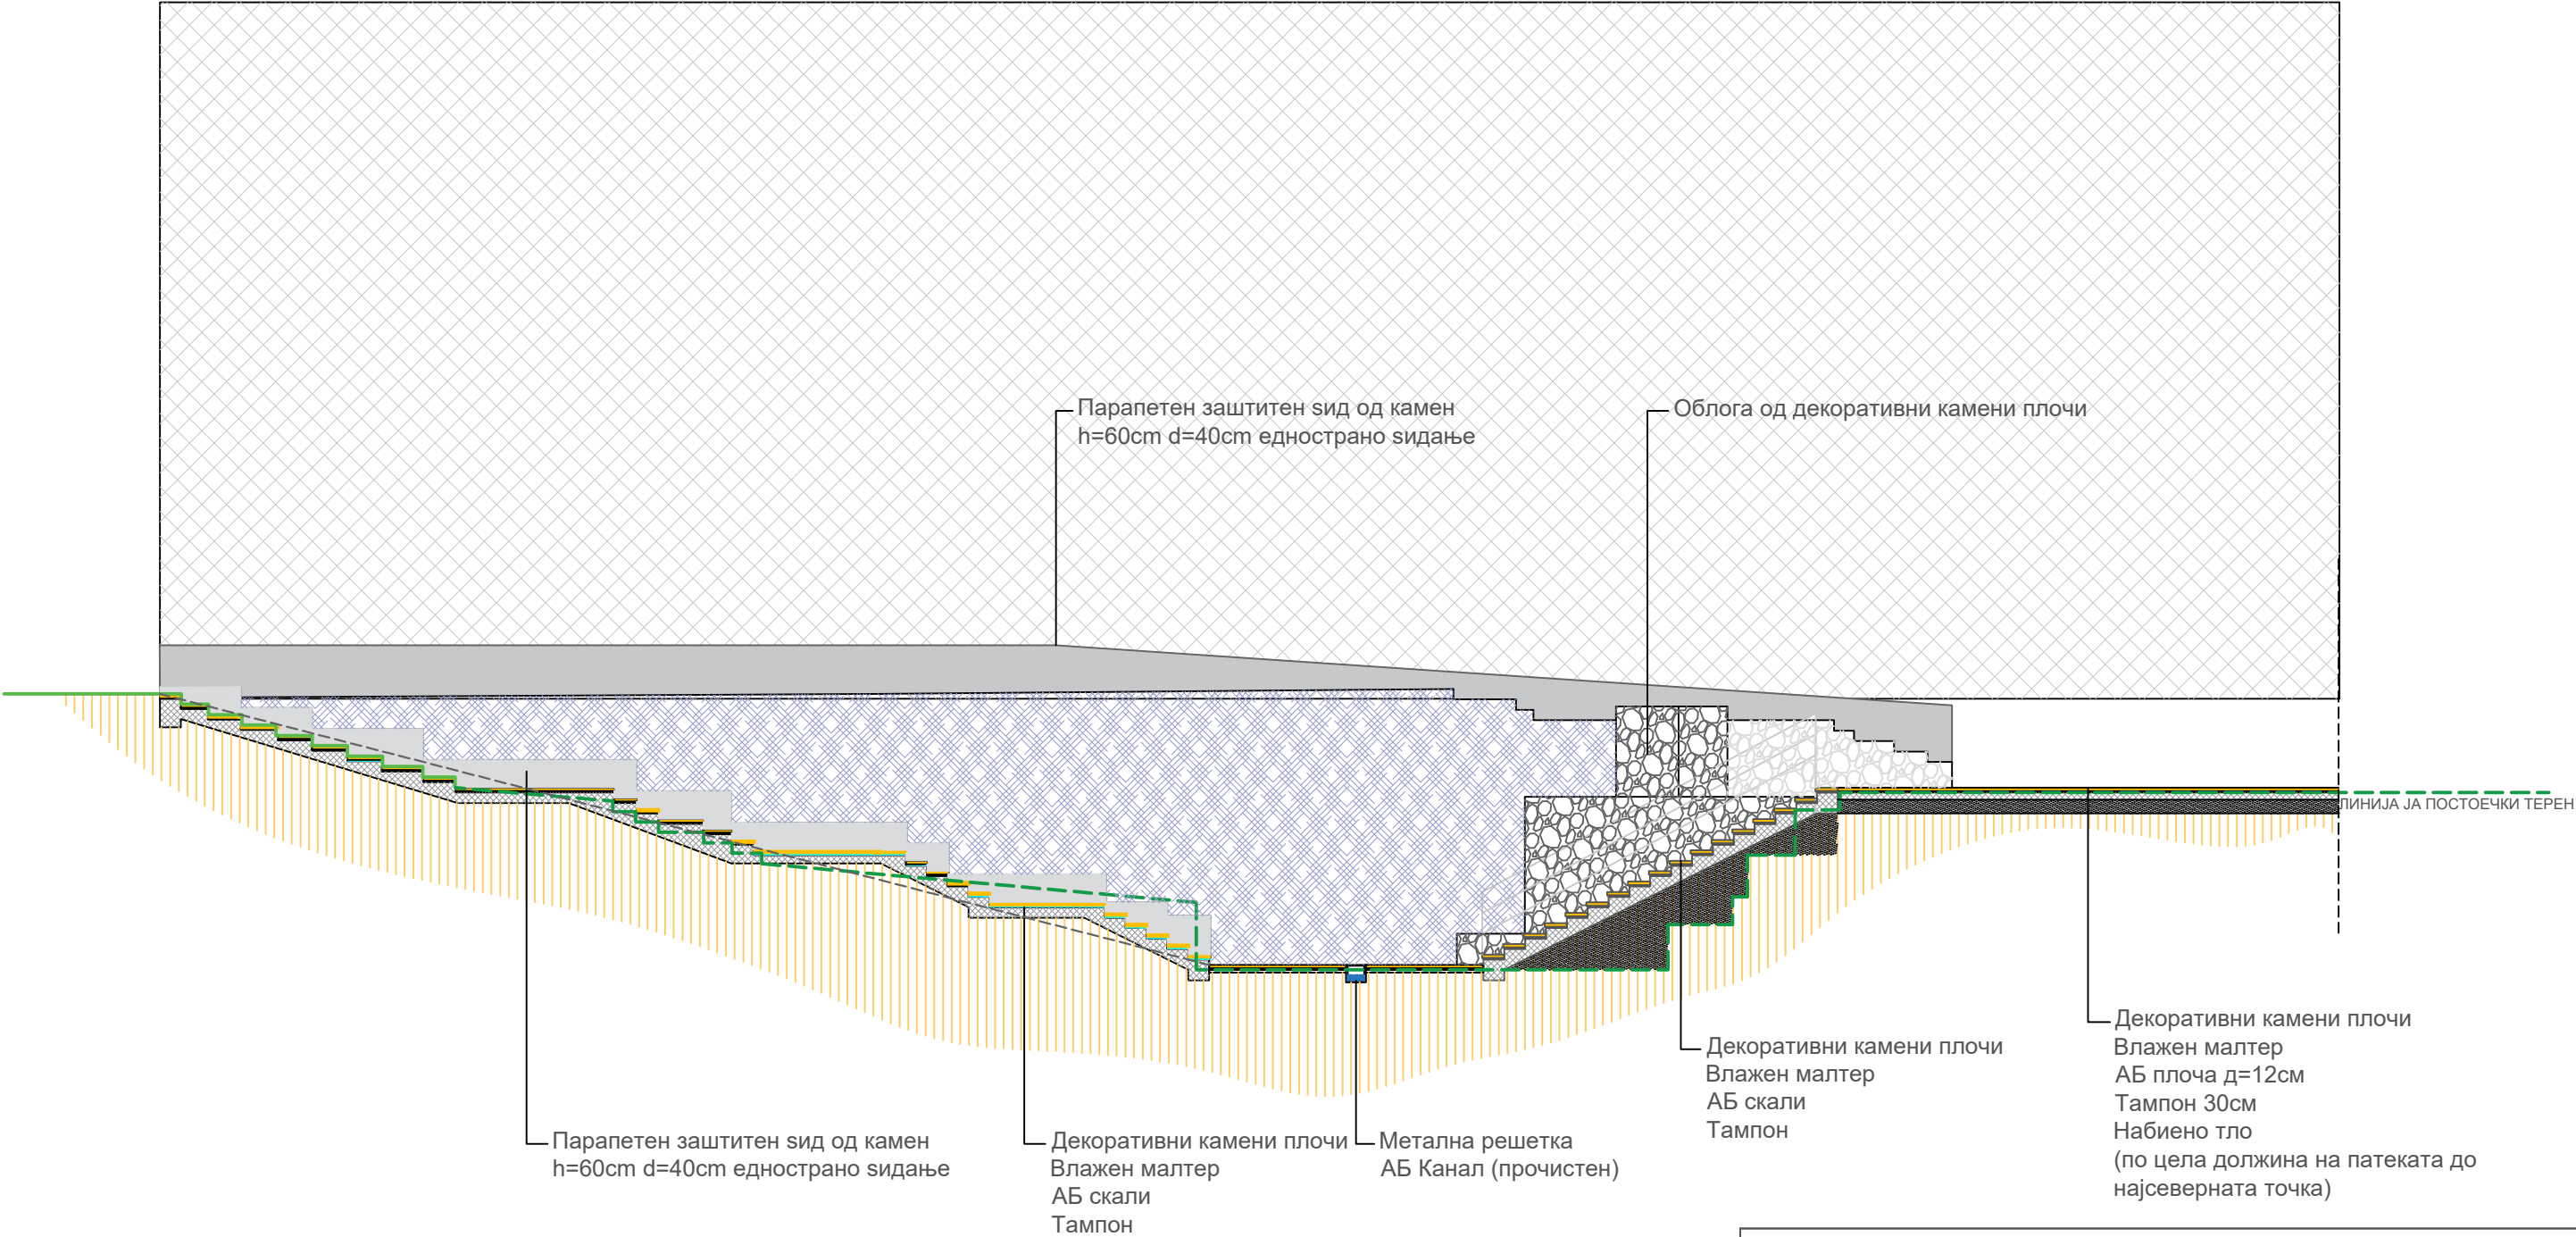 Парапетен заштитен ѕид од камен
h=60cm d=40cm еднострано ѕидање
Облога од декоративни камени плочи
ЛИНИЈА ЈА ПОСТОЕЧКИ ТЕРЕН
Парапетен заштитен ѕид од камен
h=60cm d=40cm еднострано ѕидање
Декоративни камени плочи
Влажен малтер
АБ скали
Тампон
Метална решетка
АБ Канал (прочистен)
Декоративни камени плочи
Влажен малтер
АБ скали
Тампон
Декоративни камени плочи
Влажен малтер
АБ плоча д=12см
Тампон 30см
Набиено тло
(по цела должина на патеката до
најсеверната точка)